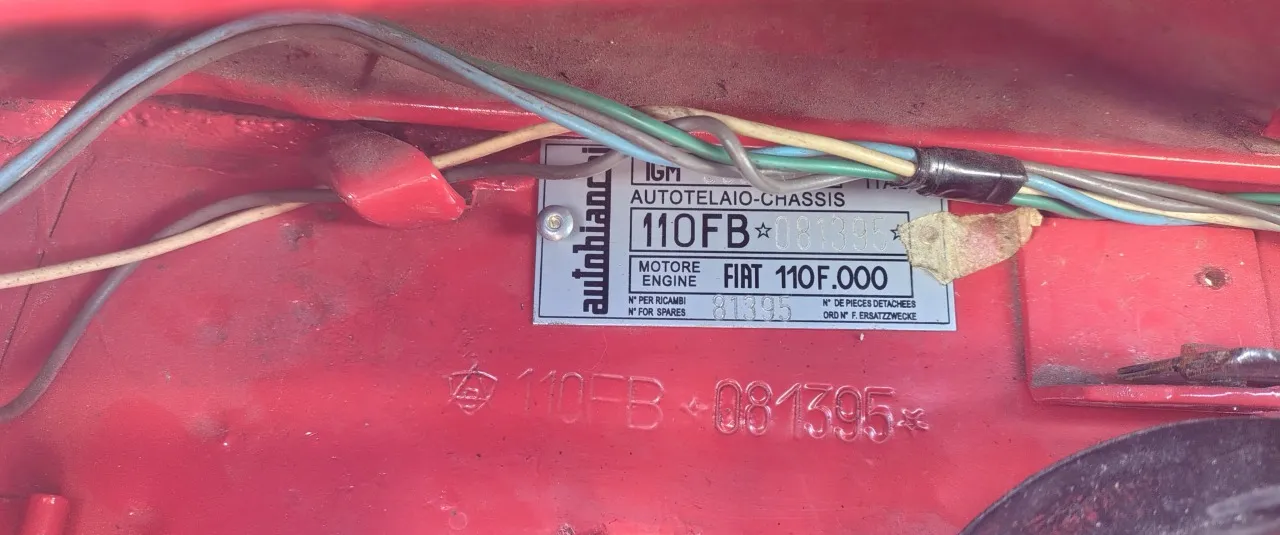 autobianchi
IGM
AUTOTELAIO-CHASSIS
110FB ☆ 081395 ☆
MOTORE
ENGINE
FIAT 110F.000
N° PER RICAMBI
N° FOR SPARES
81395
N° DE PIECES DETACHEES
ORD N° F. ERSATZZWECKE
110FB ☆ 081395 ☆